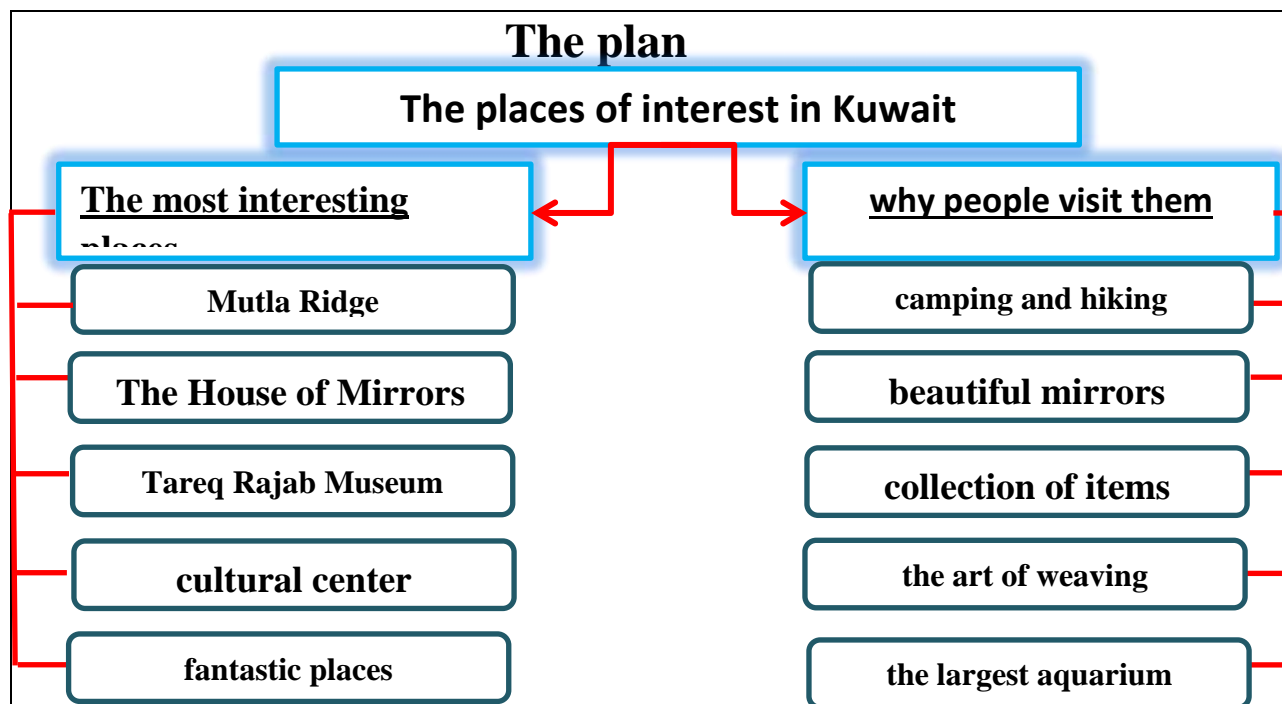 The plan
The places of interest in Kuwait
The most interesting
places
why people visit them
Mutla Ridge
camping and hiking
The House of Mirrors
beautiful mirrors
Tareq Rajab Museum
collection of items
cultural center
the art of weaving
fantastic places
the largest aquarium